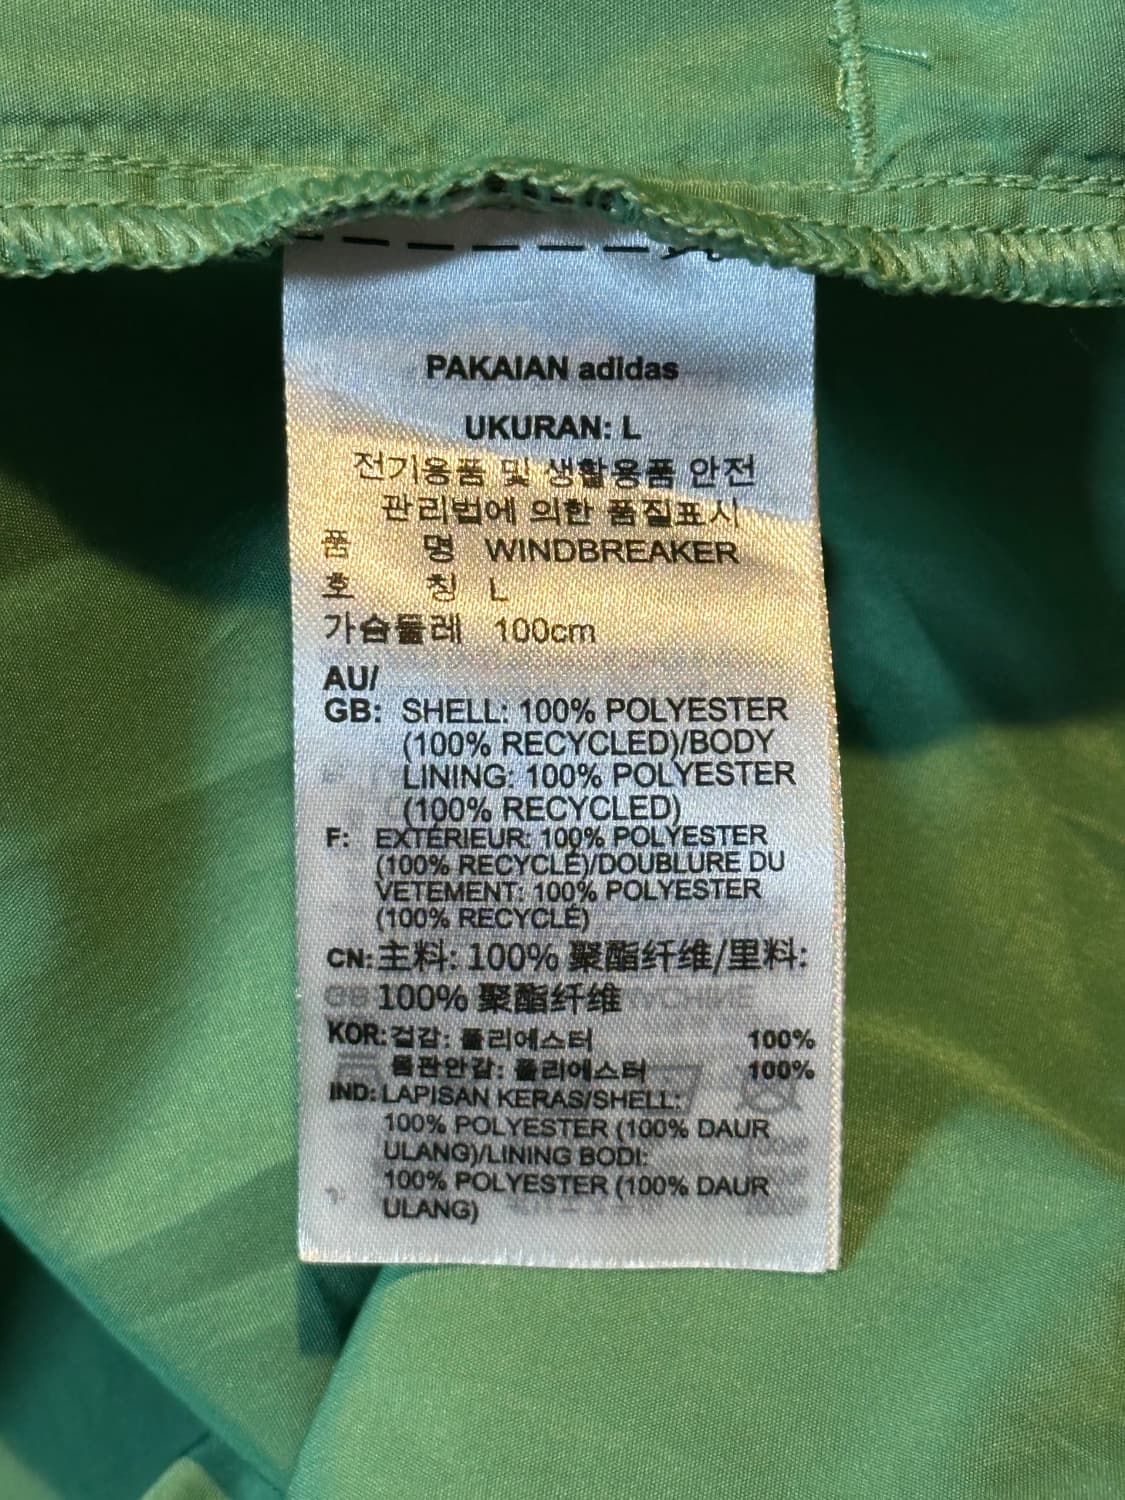 PAKAIAN adidas
UKURAN: L
전기용품 및 생활용품 안전
관리법에 의한 품질표시
품 명 WINDBREAKER
호 칭 L
가슴둘레 100cm
AU/
GB: SHELL: 100% POLYESTER
(100% RECYCLED)/BODY
LINING: 100% POLYESTER
(100% RECYCLED)
F: EXTÉRIEUR: 100% POLYESTER
(100% RECYCLÉ)/DOUBLURE DU
VETEMENT: 100% POLYESTER
(100% RECYCLÉ)
CN: 主料: 100% 聚酯纤维/里料:
100% 聚酯纤维
KOR: 겉감: 폴리에스터 100%
몸판안감: 폴리에스터 100%
IND: LAPISAN KERAS/SHELL:
100% POLYESTER (100% DAUR
ULANG)/LINING BODI:
100% POLYESTER (100% DAUR
ULANG)